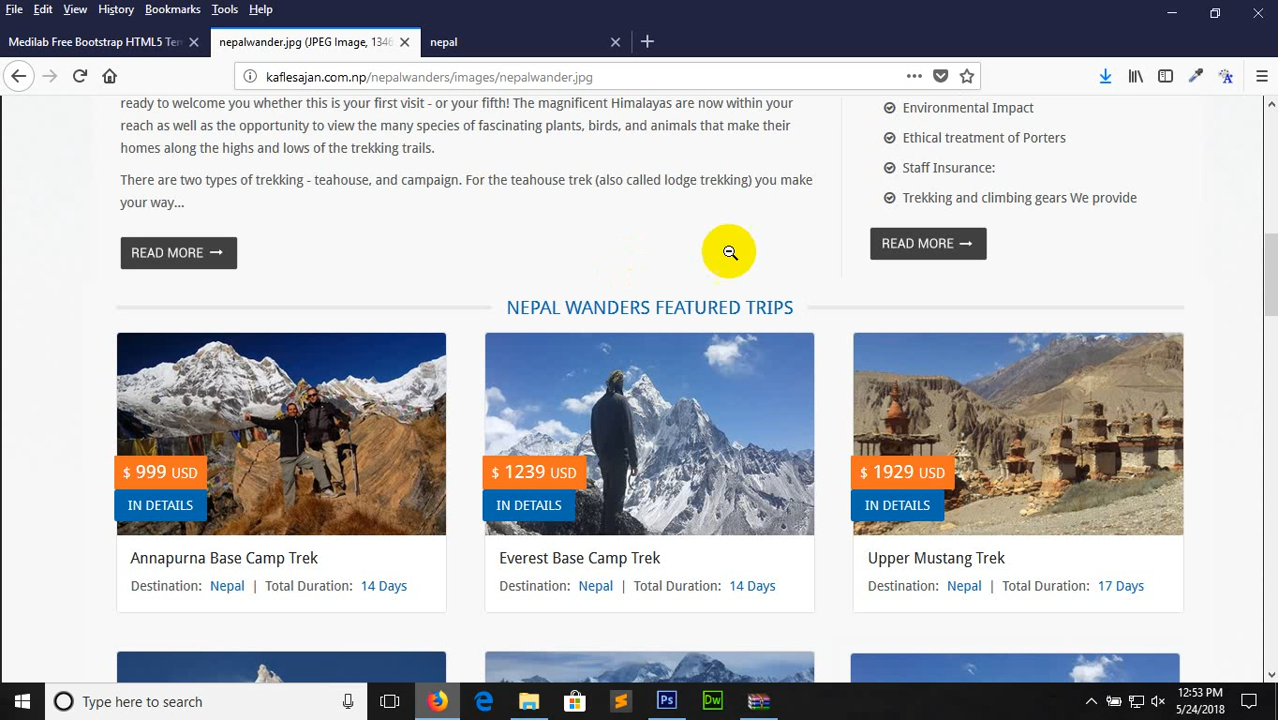 File Edit View History Bookmarks Tools Help
Medilab Free Bootstrap HTML5 Tem nepalwander.jpg (JPEG Image, 1346 nepal
kaflesajan.com.np/nepalwanders/images/nepalwander.jpg
ready to welcome you whether this is your first visit - or your fifth! The magnificent Himalayas are now within your
reach as well as the opportunity to view the many species of fascinating plants, birds, and animals that make their
homes along the highs and lows of the trekking trails.
There are two types of trekking - teahouse, and campaign. For the teahouse trek (also called lodge trekking) you make
your way...
READ MORE
Environmental Impact
Ethical treatment of Porters
Staff Insurance:
Trekking and climbing gears We provide
READ MORE
NEPAL WANDERS FEATURED TRIPS
$ 999 USD
IN DETAILS
Annapurna Base Camp Trek
Destination: Nepal | Total Duration: 14 Days
$ 1239 USD
IN DETAILS
Everest Base Camp Trek
Destination: Nepal | Total Duration: 14 Days
$ 1929 USD
IN DETAILS
Upper Mustang Trek
Destination: Nepal | Total Duration: 17 Days
Type here to search
Ps
Dw
12:53 PM
5/24/2018